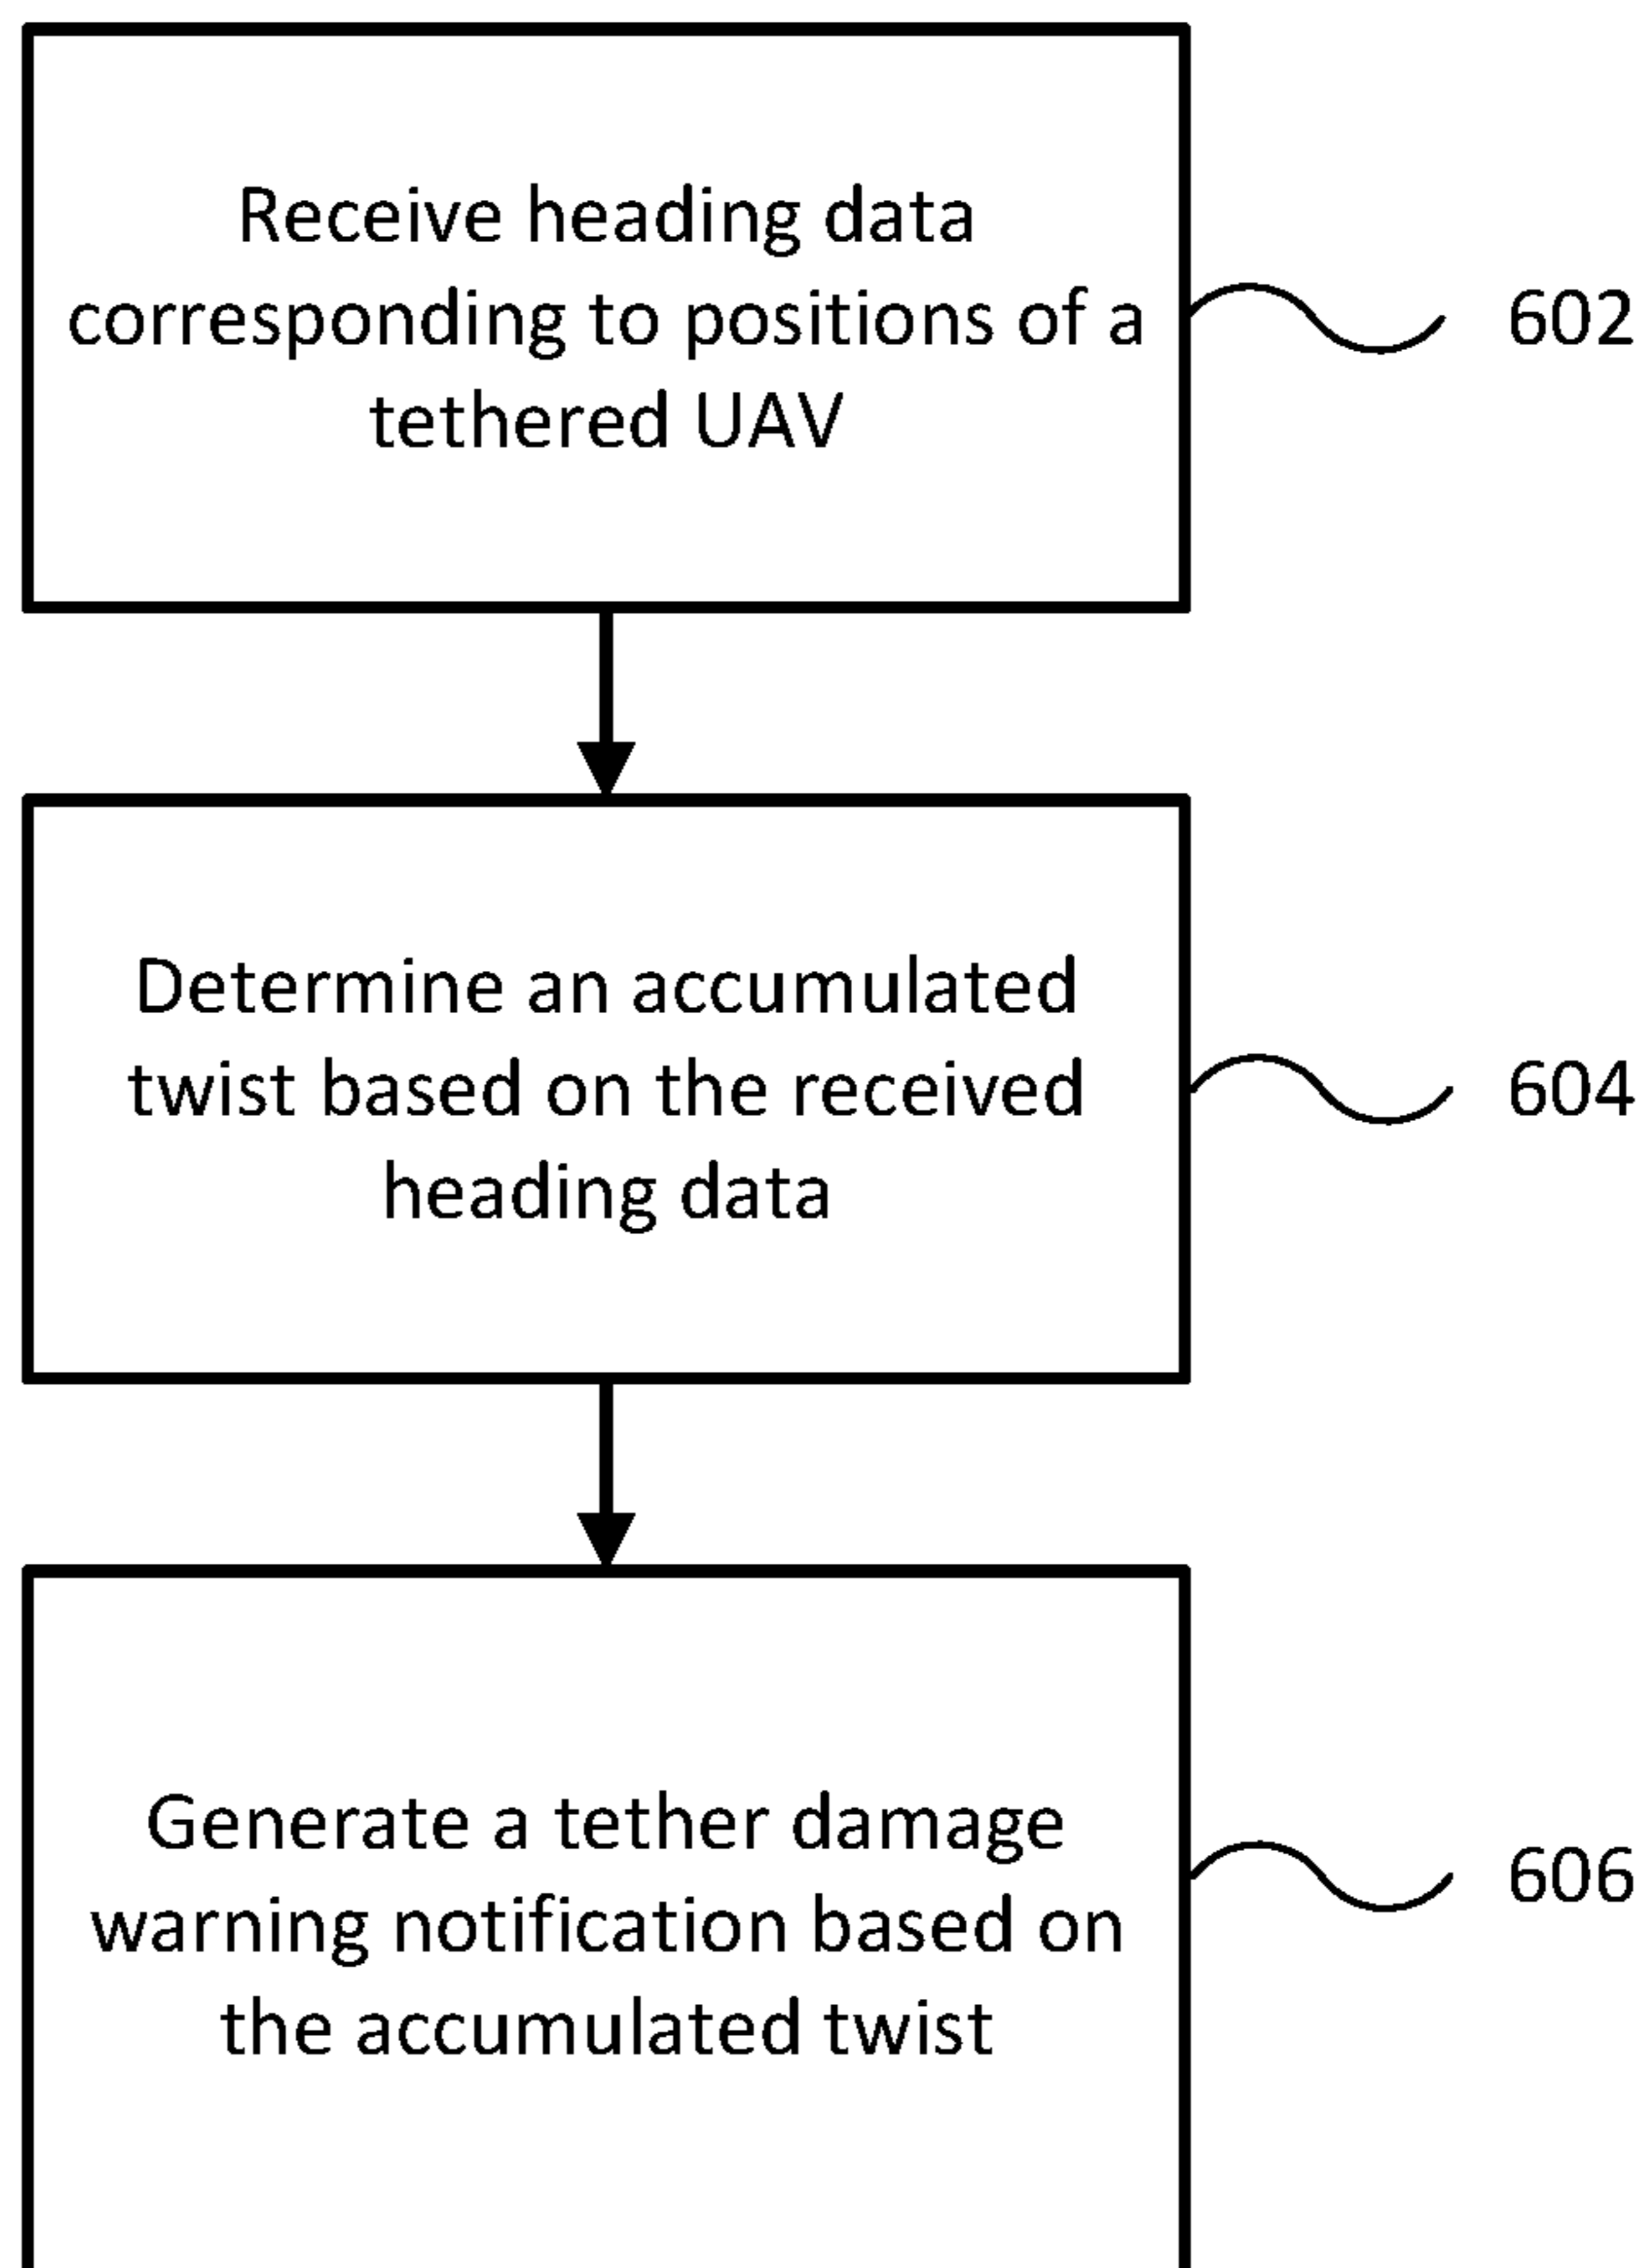 Receive heading data
corresponding to positions of a
tethered UAV
602
Determine an accumulated
twist based on the received
heading data
604
Generate a tether damage
warning notification based on
the accumulated twist
606